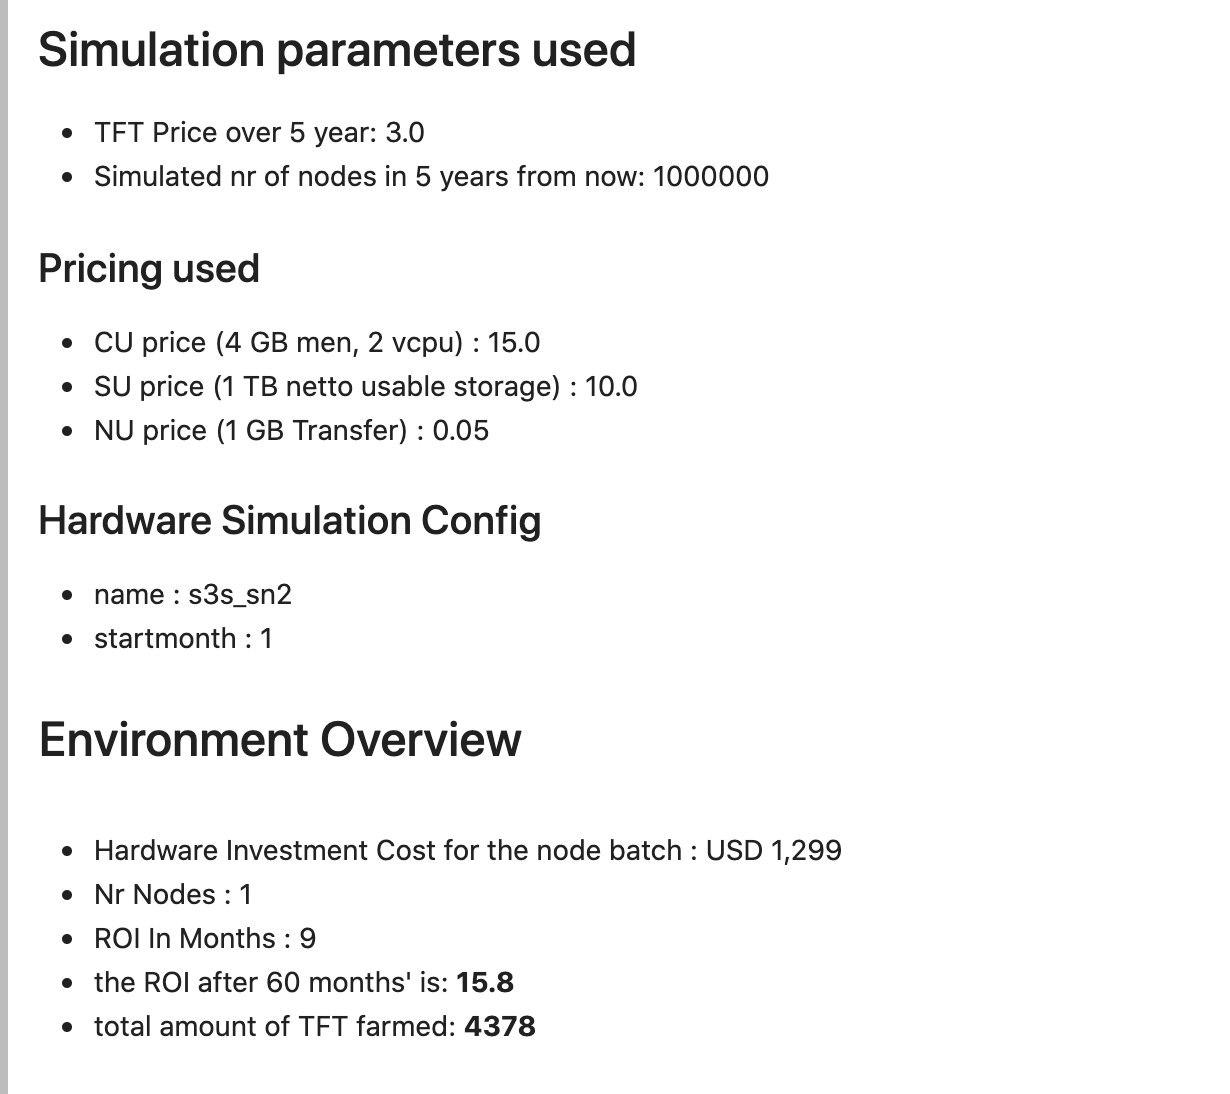 Simulation parameters used
• TFT Price over 5 year: 3.0
• Simulated nr of nodes in 5 years from now: 1000000
Pricing used
• CU price (4 GB men, 2 vcpu) : 15.0
• SU price (1 TB netto usable storage) : 10.0
• NU price (1 GB Transfer) : 0.05
Hardware Simulation Config
• name : s3s_sn2
• startmonth : 1
Environment Overview
• Hardware Investment Cost for the node batch : USD 1,299
• Nr Nodes : 1
• ROI In Months : 9
• the ROI after 60 months' is: 15.8
• total amount of TFT farmed: 4378